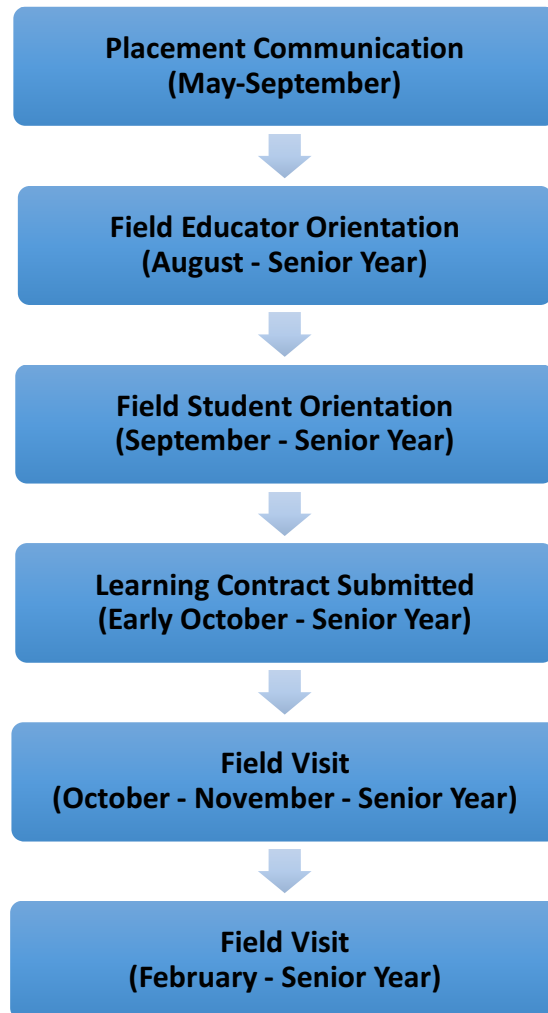 Placement Communication
(May-September)
Field Educator Orientation
(August - Senior Year)
Field Student Orientation
(September - Senior Year)
Learning Contract Submitted
(Early October - Senior Year)
Field Visit
(October - November - Senior Year)
Field Visit
(February - Senior Year)